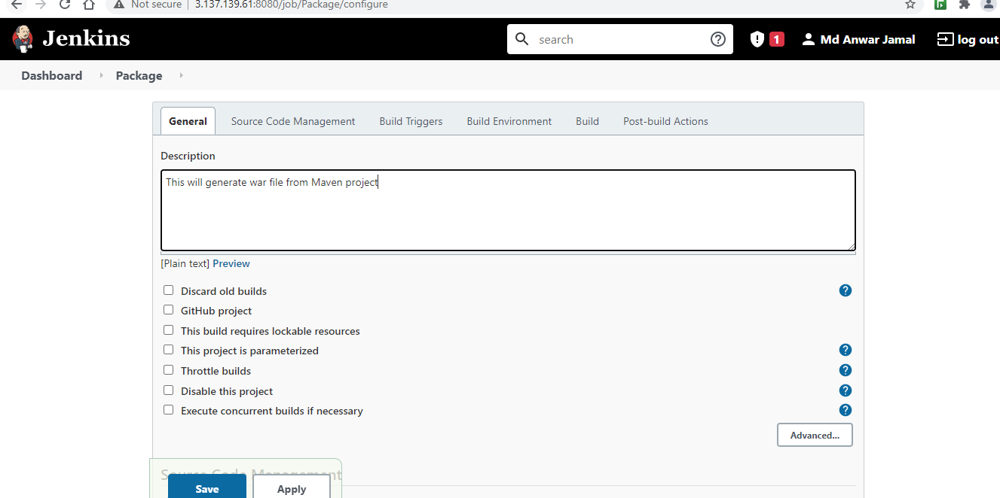 Not secure 3.137.139.61:8080/job/Package/configure
Jenkins search ? 1 Md Anwar Jamal log out
Dashboard Package
General Source Code Management Build Triggers Build Environment Build Post-build Actions
Description
This will generate war file from Maven project
[Plain text] Preview
Discard old builds ?
GitHub project
This build requires lockable resources
This project is parameterized ?
Throttle builds ?
Disable this project ?
Execute concurrent builds if necessary ?
Advanced...
Source Code Management
Save Apply